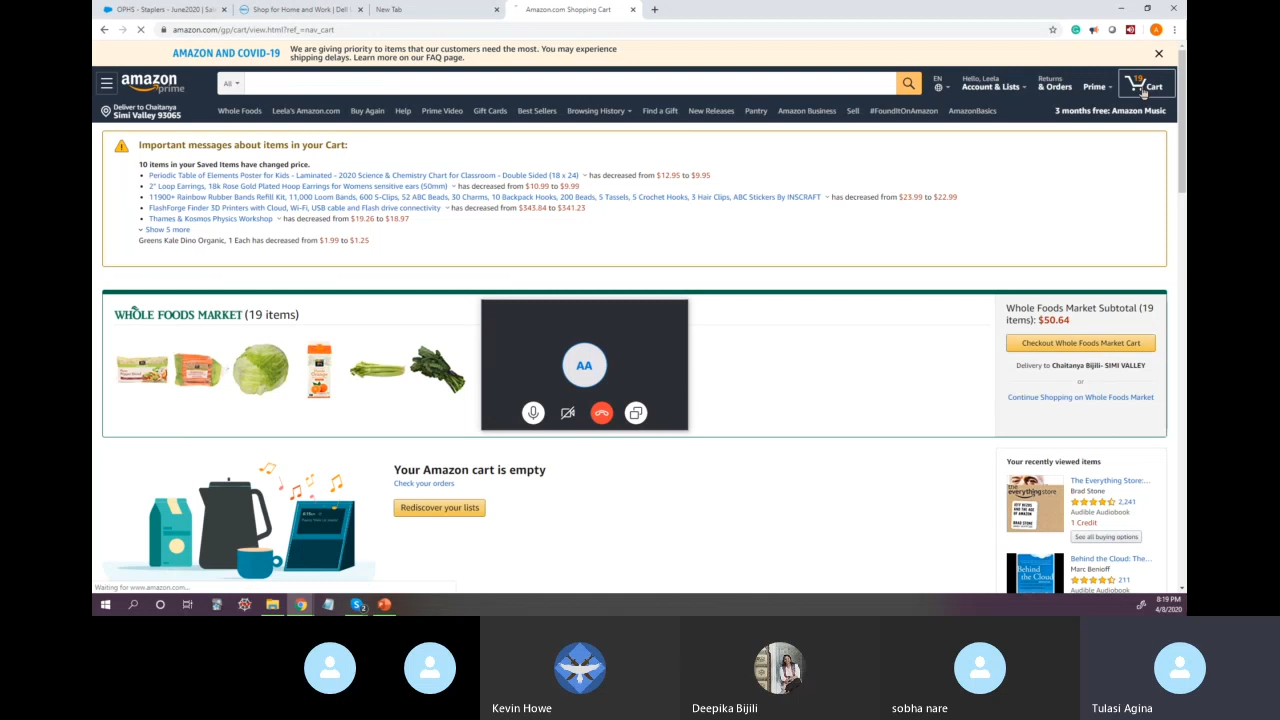 OPHS - Staplers - June2020 | Sal
Shop for Home and Work | Dell
New Tab
Amazon.com Shopping Cart
amazon.com/gp/cart/view.html?ref_=nav_cart
AMAZON AND COVID-19
We are giving priority to items that our customers need the most. You may experience
shipping delays. Learn more on our FAQ page.
amazon
prime
All
EN
Hello, Leela
Account & Lists
Returns
& Orders
Prime
19
Cart
Deliver to Chaitanya
Simi Valley 93065
Whole Foods
Leela's Amazon.com
Buy Again
Help
Prime Video
Gift Cards
Best Sellers
Browsing History
Find a Gift
New Releases
Pantry
Amazon Business
Sell
#FoundItOnAmazon
AmazonBasics
3 months free: Amazon Music
Important messages about items in your Cart:
10 items in your Saved Items have changed price.
Periodic Table of Elements Poster for Kids - Laminated - 2020 Science & Chemistry Chart for Classroom - Double Sided (18 x 24) has decreased from $12.95 to $9.95
2" Loop Earrings, 18k Rose Gold Plated Hoop Earrings for Womens sensitive ears (50mm) has decreased from $10.99 to $9.99
11900+ Rainbow Rubber Bands Refill Kit, 11,000 Loom Bands, 600 S-Clips, 52 ABC Beads, 30 Charms, 10 Backpack Hooks, 200 Beads, 5 Tassels, 5 Crochet Hooks, 3 Hair Clips, ABC Stickers By INSCRAFT has decreased from $23.99 to $22.99
FlashForge Finder 3D Printers with Cloud, Wi-Fi, USB cable and Flash drive connectivity has decreased from $343.84 to $341.23
Thames & Kosmos Physics Workshop has decreased from $19.26 to $18.97
Show 5 more
Greens Kale Dino Organic, 1 Each has decreased from $1.99 to $1.25
WHOLE FOODS MARKET (19 items)
Whole Foods Market Subtotal (19
items): $50.64
Checkout Whole Foods Market Cart
Delivery to Chaitanya Bijili- SIMI VALLEY
or
Continue Shopping on Whole Foods Market
AA
Your Amazon cart is empty
Check your orders
Rediscover your lists
Your recently viewed items
the everything store
BRAD STONE
The Everything Store:...
Brad Stone
2,241
Audible Audiobook
1 Credit
See all buying options
Behind the Cloud
Behind the Cloud: The...
Marc Benioff
211
Audible Audiobook
Waiting for www.amazon.com...
2
8:19 PM
4/8/2020
Kevin Howe
Deepika Bijili
sobha nare
Tulasi Agina